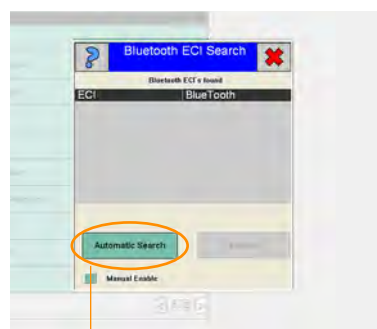 Bluetooth ECI Search
Bluetooth ECI's found
ECI BlueTooth
Automatic Search
Manual Enable